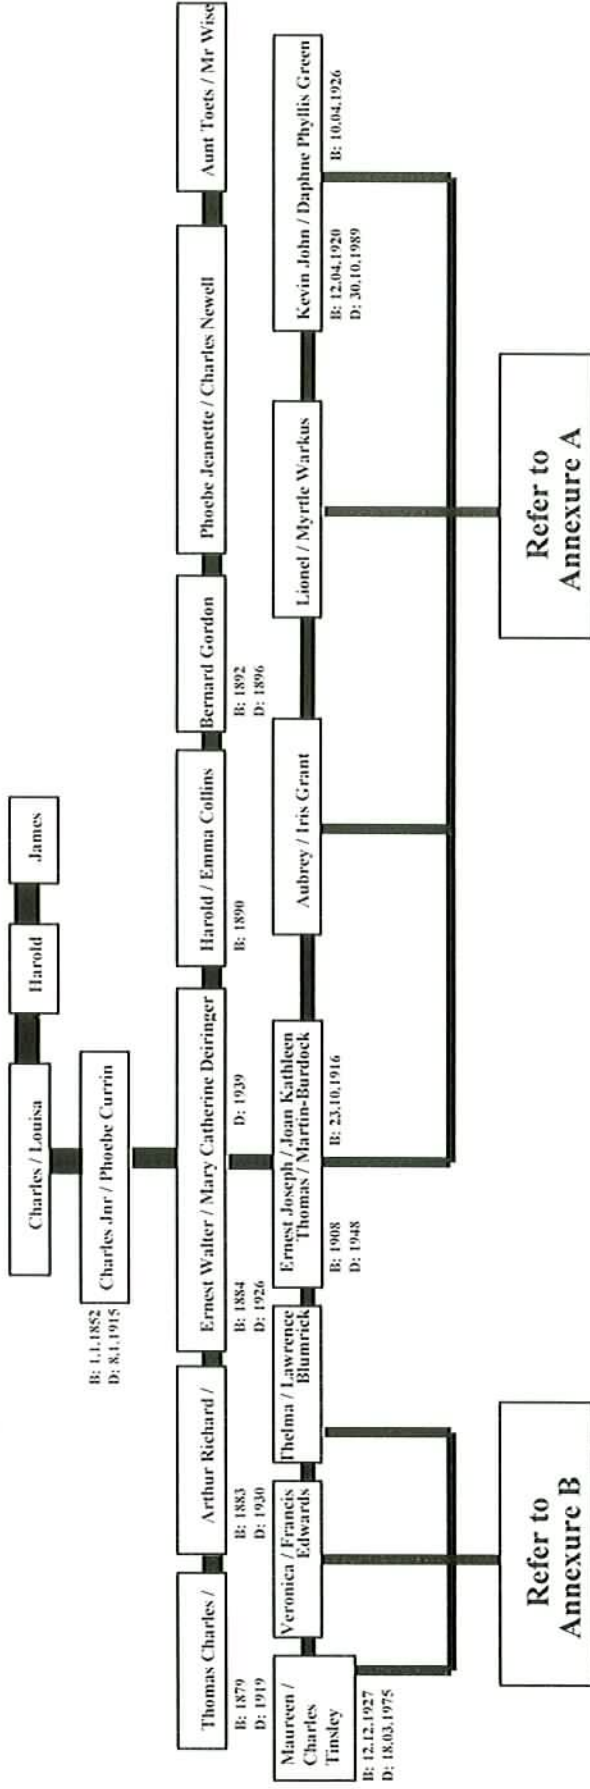 Charles / Louisa
Harold
James
Charles Jnr / Phoebe Currin
B: 1.1.1852
D: 8.1.1915
Thomas Charles /
B: 1879
D: 1919
Arthur Richard /
B: 1883
D: 1930
Ernest Walter / Mary Catherine Deiringer
B: 1884
D: 1926
D: 1939
Harold / Emma Collins
B: 1890
Bernard Gordon
B: 1892
D: 1896
Phoebe Jeanette / Charles Newell
Aunt Toets / Mr Wise
Maureen /
Charles
Tinsley
B: 12.12.1927
D: 18.03.1975
Veronica / Francis
Edwards
Thelma / Lawrence
Blumrick
Ernest Joseph / Joan Kathleen
Thomas / Martin-Burdock
B: 1908
D: 1948
B: 23.10.1916
Aubrey / Iris Grant
Lionel / Myrtle Warkus
Kevin John / Daphne Phyllis Green
B: 12.04.1920
D: 30.10.1989
B: 10.04.1926
Refer to
Annexure B
Refer to
Annexure A